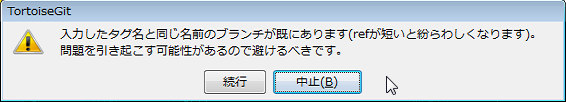 TortoiseGit
入力したタグ名と同じ名前のブランチが既にあります(refが短いと紛らわしくなります)。
問題を引き起こす可能性があるので避けるべきです。
続行
中止(B)